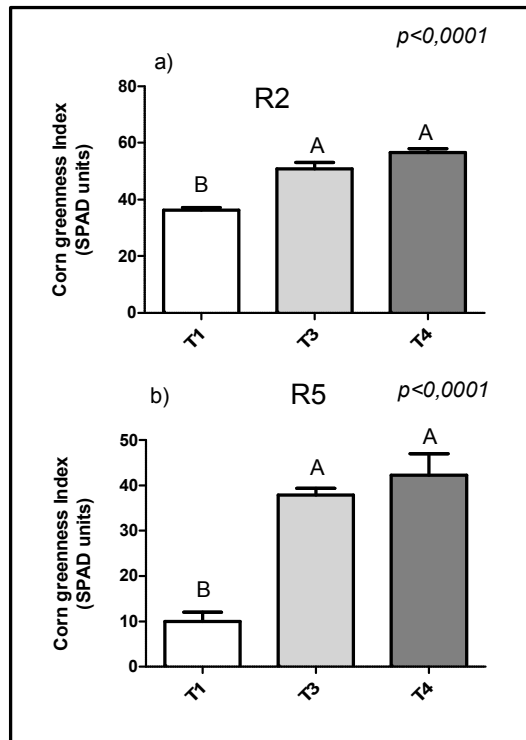 p<0,0001
a)
R2
Corn greenness Index
(SPAD units)
80
60
40
20
0
B
A
A
T1
T3
T4
b)
R5
p<0,0001
Corn greenness Index
(SPAD units)
50
40
30
20
10
0
B
A
A
T1
T3
T4